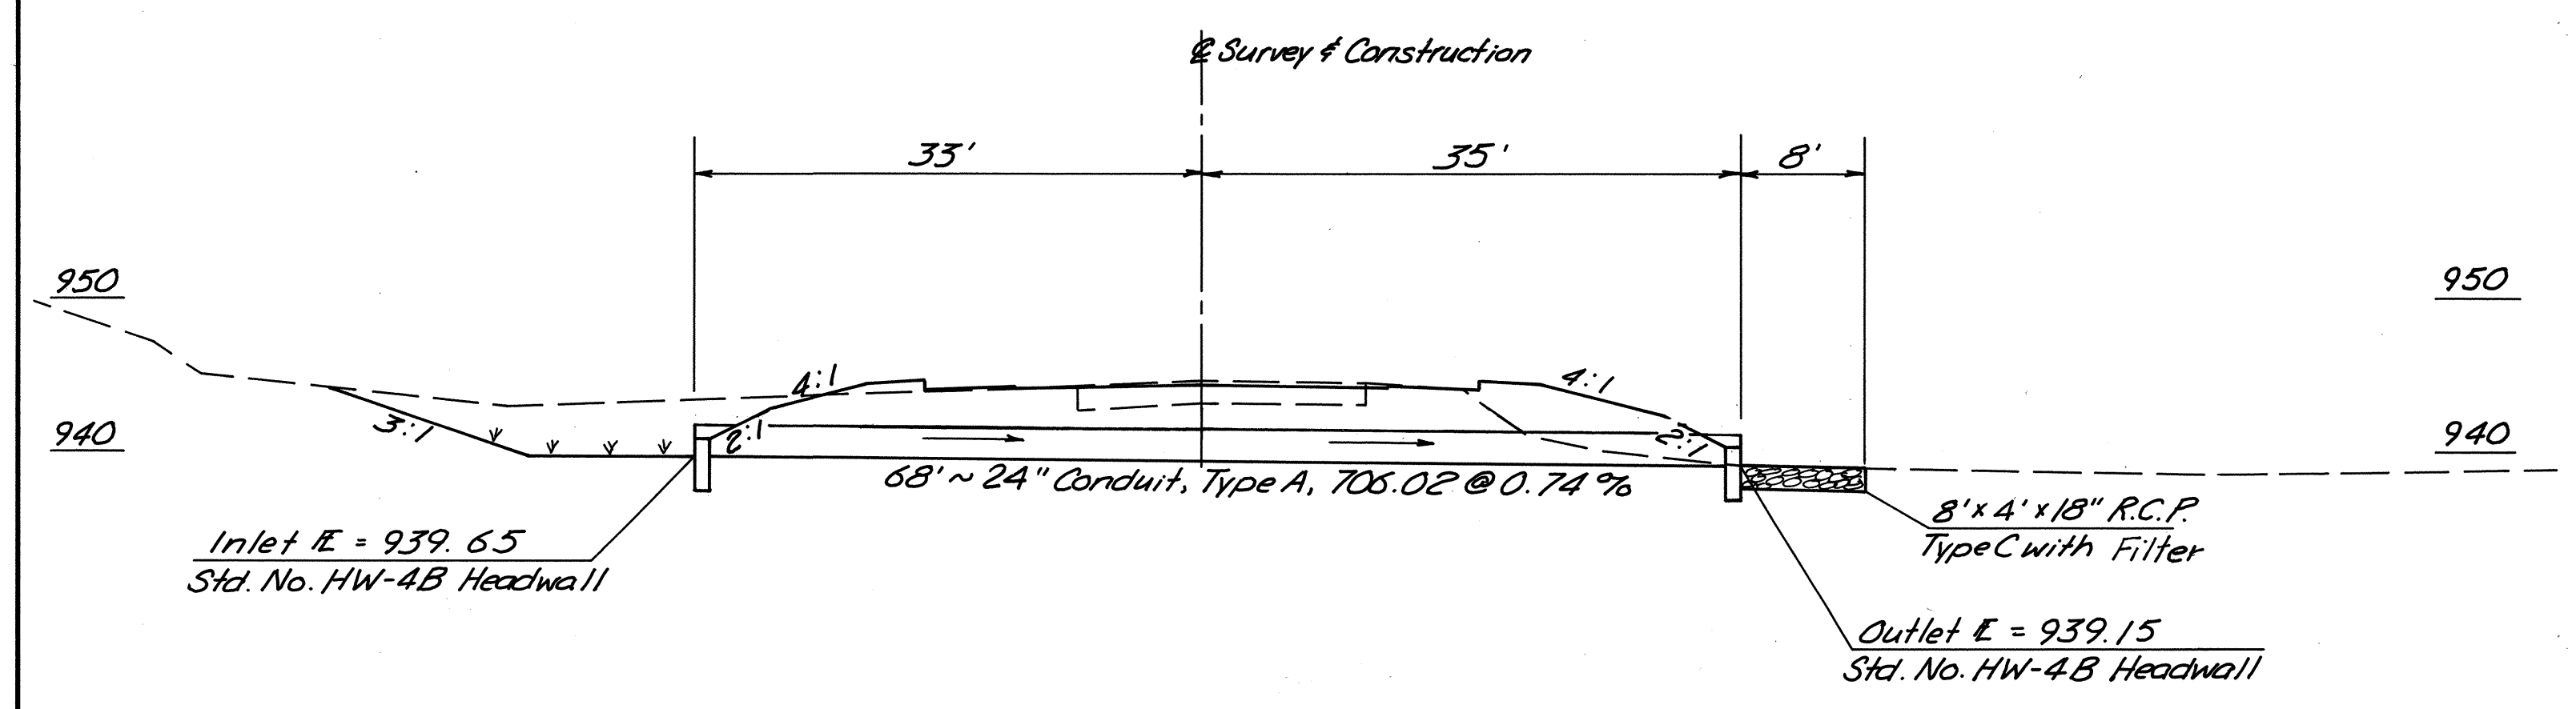 ℄ Survey & Construction
33'
35'
8'
950
950
4:1
4:1
3:1
2:1
2:1
940
940
68' ~ 24" Conduit, Type A, 706.02 @ 0.74 %
8' x 4' x 18" R.C.P.
Type C with Filter
Inlet FL = 939.65
Std. No. HW-4B Headwall
Outlet FL = 939.15
Std. No. HW-4B Headwall